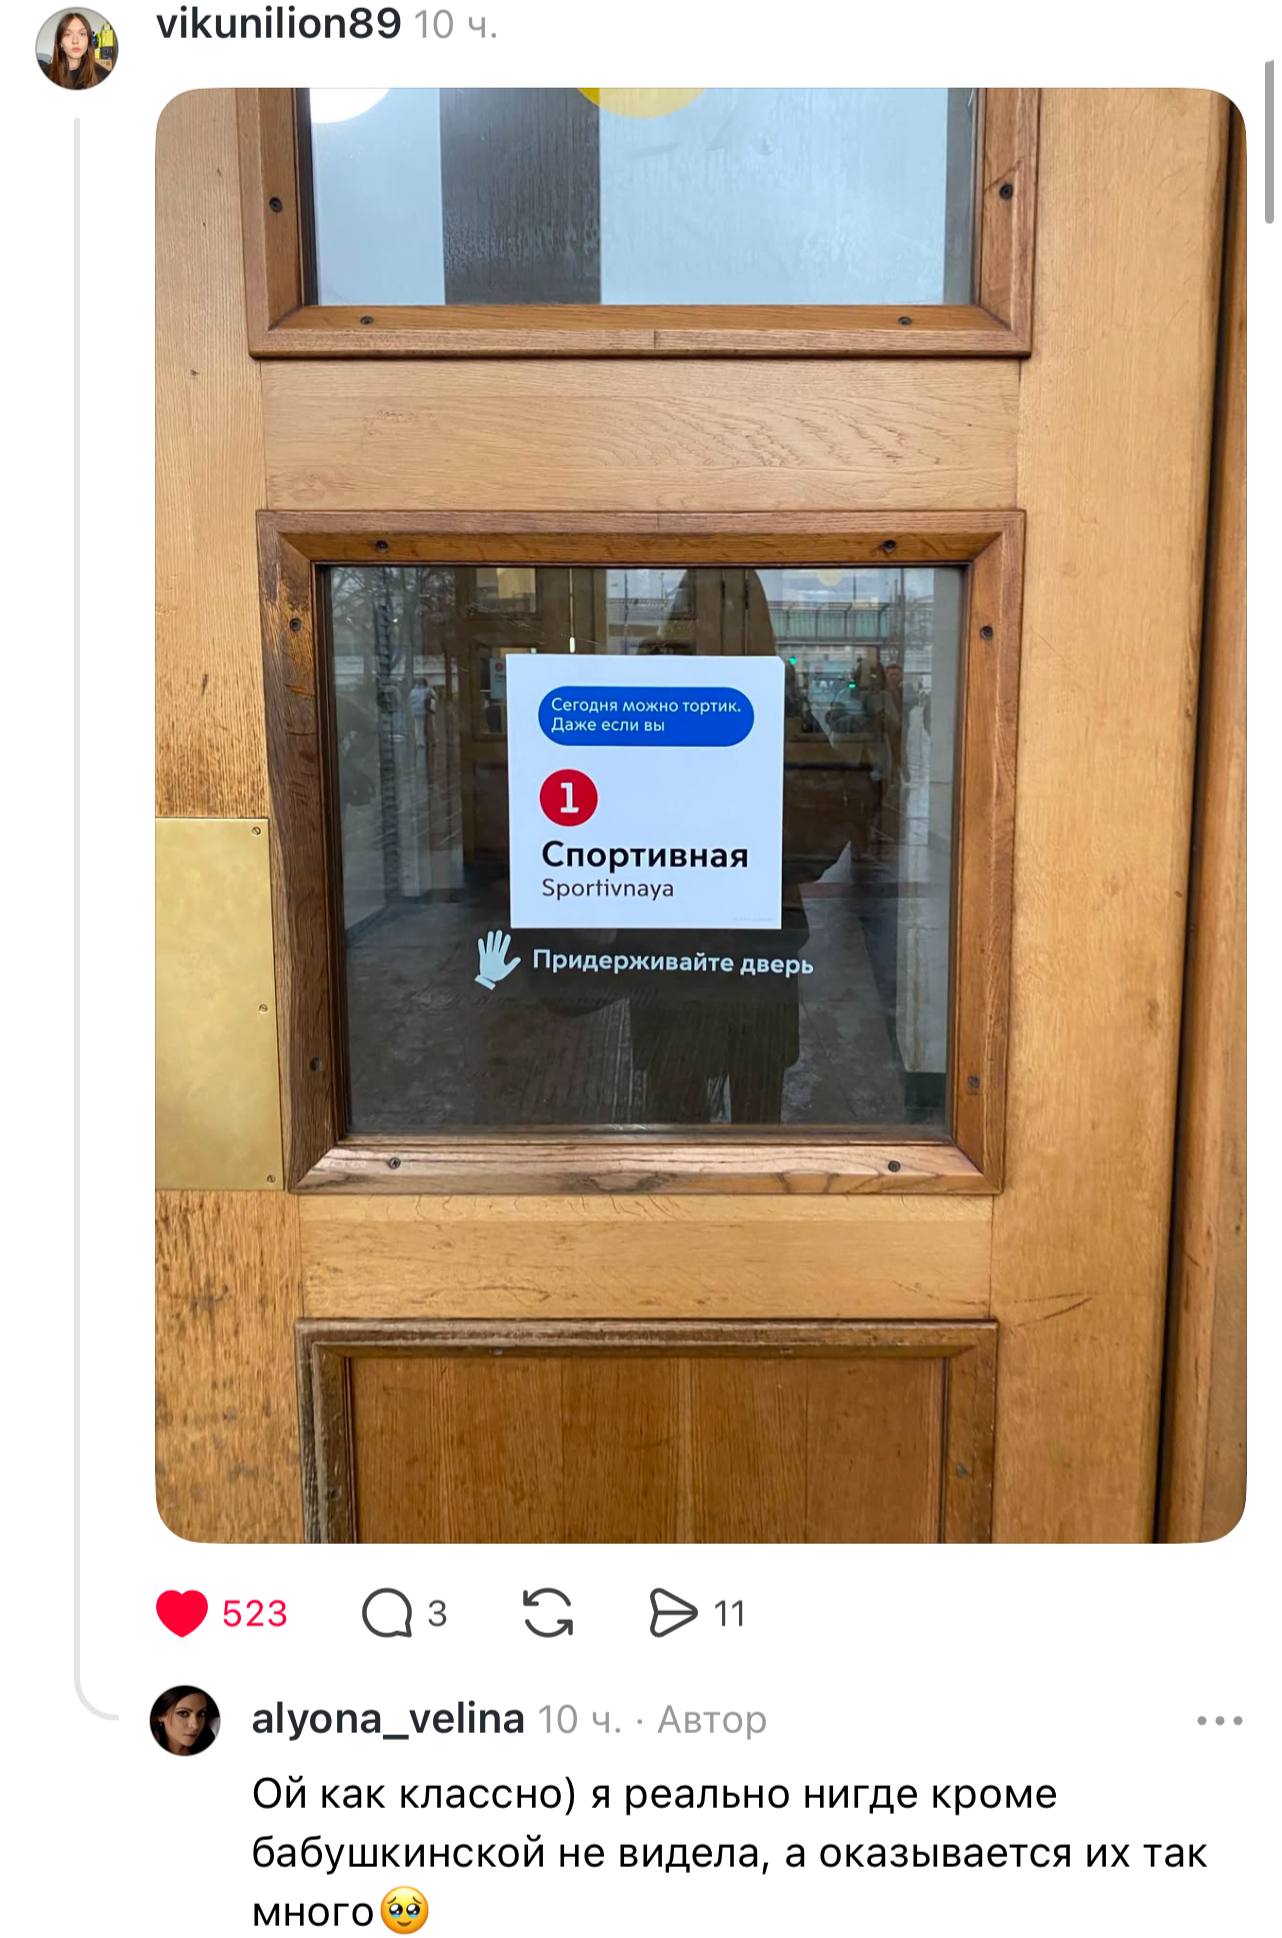 vikunilion89 10 ч.
Сегодня можно тортик.
Даже если вы
1
Спортивная
Sportivnaya
Придерживайте дверь
523 3 11
alyona_velina 10 ч. · Автор
Ой как классно) я реально нигде кроме
бабушкинской не видела, а оказывается их так
много🥹